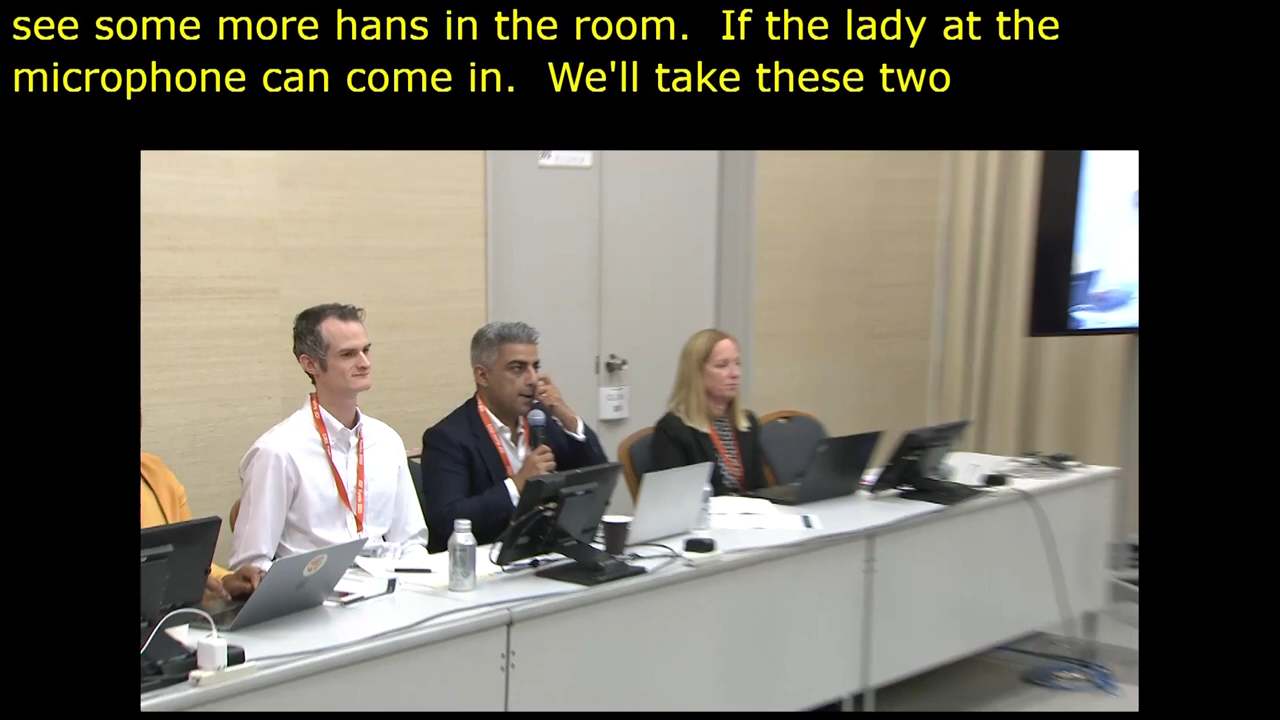 see some more hans in the room.  If the lady at the
microphone can come in.  We'll take these two